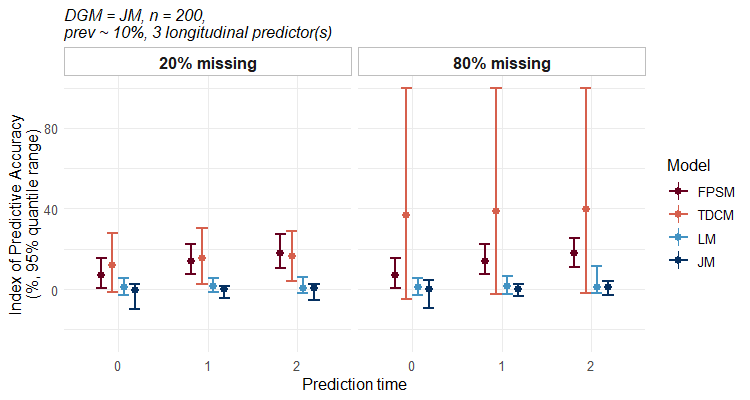 DGM = JM, n = 200,
prev ~ 10%, 3 longitudinal predictor(s)
20% missing
80% missing
Index of Predictive Accuracy
(%, 95% quantile range)
80
40
0
0
1
2
0
1
2
Prediction time
Model
FPSM
TDCM
LM
JM